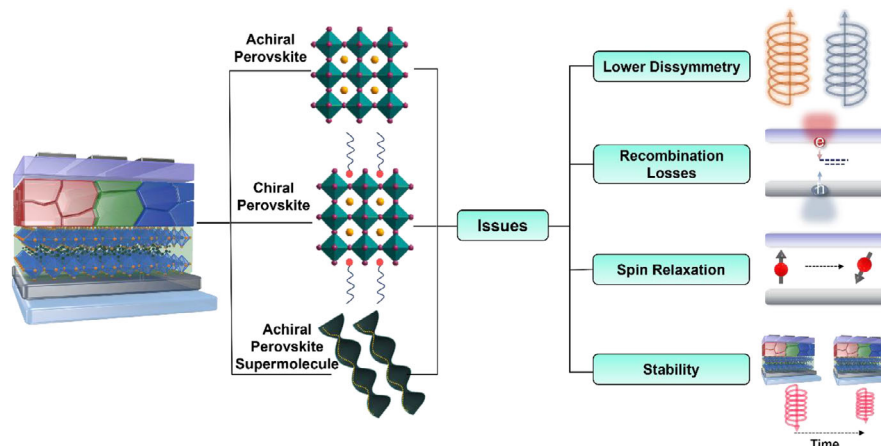 Achiral
Perovskite
Chiral
Perovskite
Achiral
Perovskite
Supermolecule
Issues
Lower Dissymmetry
Recombination
Losses
e
h
Spin Relaxation
Stability
Time